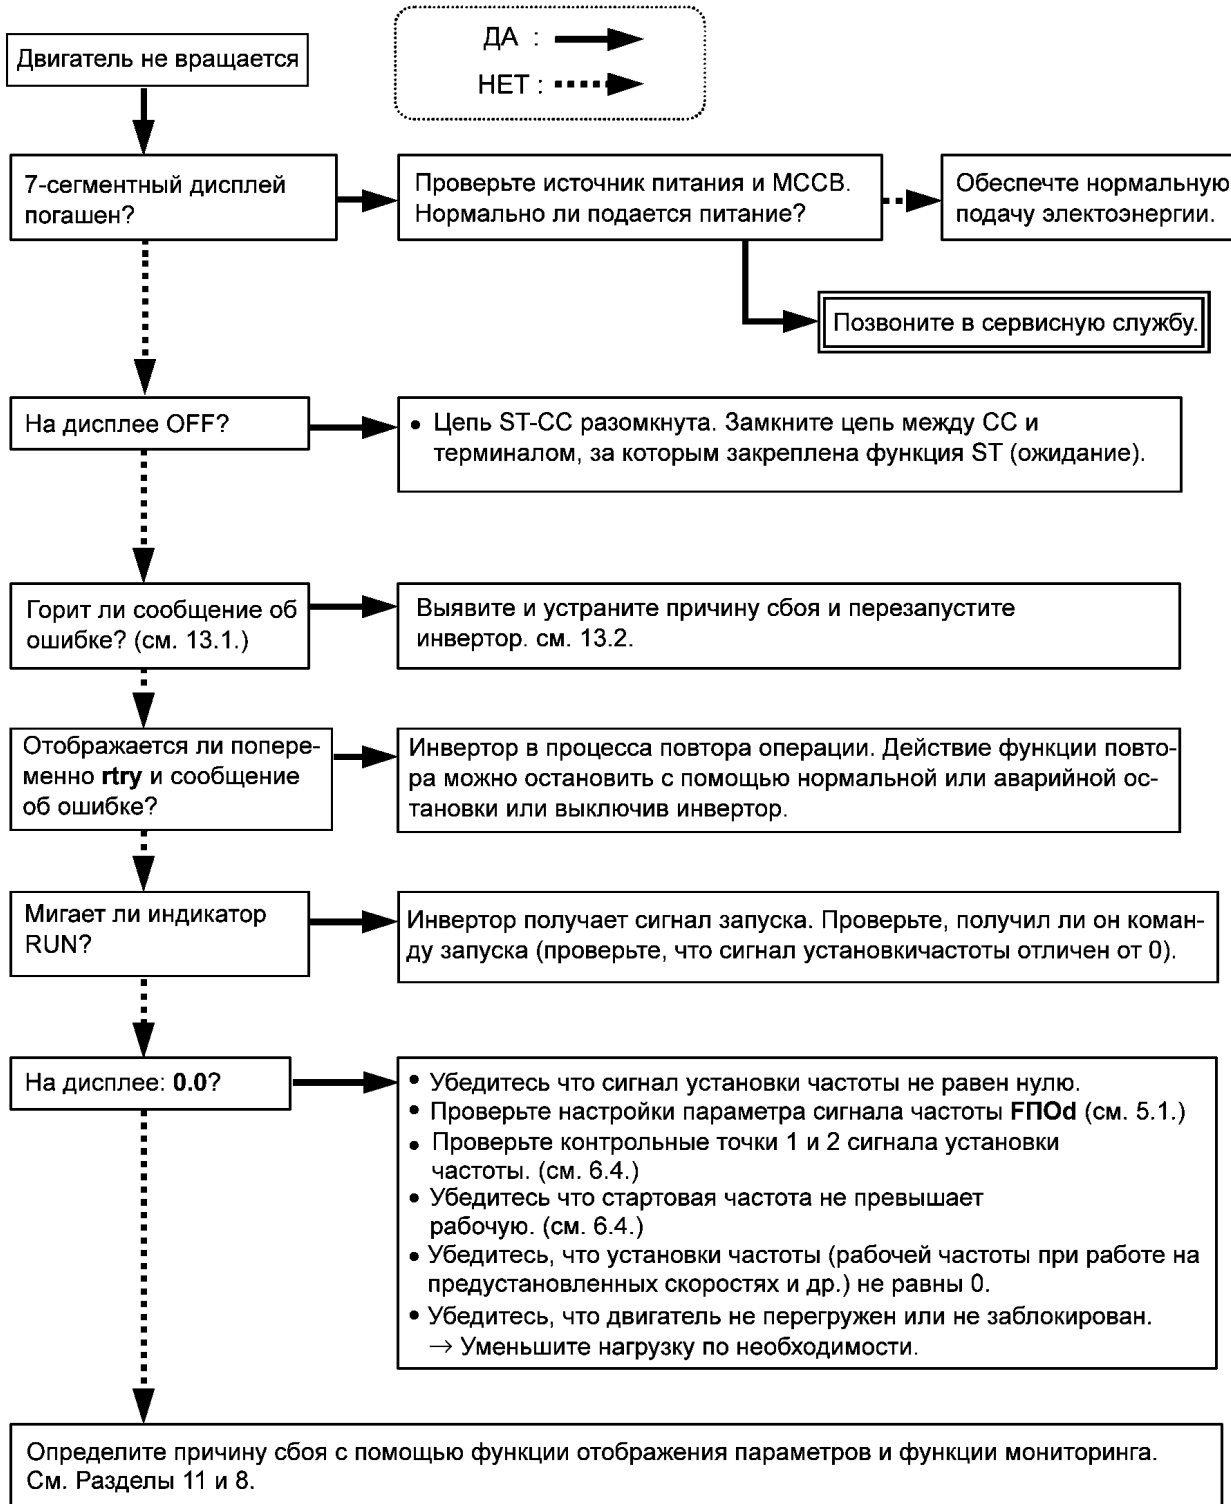 ДА :
НЕТ :
Двигатель не вращается
7-сегментный дисплей
погашен?
Проверьте источник питания и MCCB.
Нормально ли подается питание?
Обеспечте нормальную
подачу электоэнергии.
Позвоните в сервисную службу.
На дисплее OFF?
• Цепь ST-CC разомкнута. Замкните цепь между CC и
терминалом, за которым закреплена функция ST (ожидание).
Горит ли сообщение об
ошибке? (см. 13.1.)
Выявите и устраните причину сбоя и перезапустите
инвертор. см. 13.2.
Отображается ли попере-
менно rtry и сообщение
об ошибке?
Инвертор в процесса повтора операции. Действие функции повто-
ра можно остановить с помощью нормальной или аварийной ос-
тановки или выключив инвертор.
Мигает ли индикатор
RUN?
Инвертор получает сигнал запуска. Проверьте, получил ли он коман-
ду запуска (проверьте, что сигнал установкичастоты отличен от 0).
На дисплее: 0.0?
• Убедитесь что сигнал установки частоты не равен нулю.
• Проверьте настройки параметра сигнала частоты FПOd (см. 5.1.)
• Проверьте контрольные точки 1 и 2 сигнала установки
частоты. (см. 6.4.)
• Убедитесь что стартовая частота не превышает
рабочую. (см. 6.4.)
• Убедитесь, что установки частоты (рабочей частоты при работе на
предустановленных скоростях и др.) не равны 0.
• Убедитесь, что двигатель не перегружен или не заблокирован.
→ Уменьшите нагрузку по необходимости.
Определите причину сбоя с помощью функции отображения параметров и функции мониторинга.
См. Разделы 11 и 8.